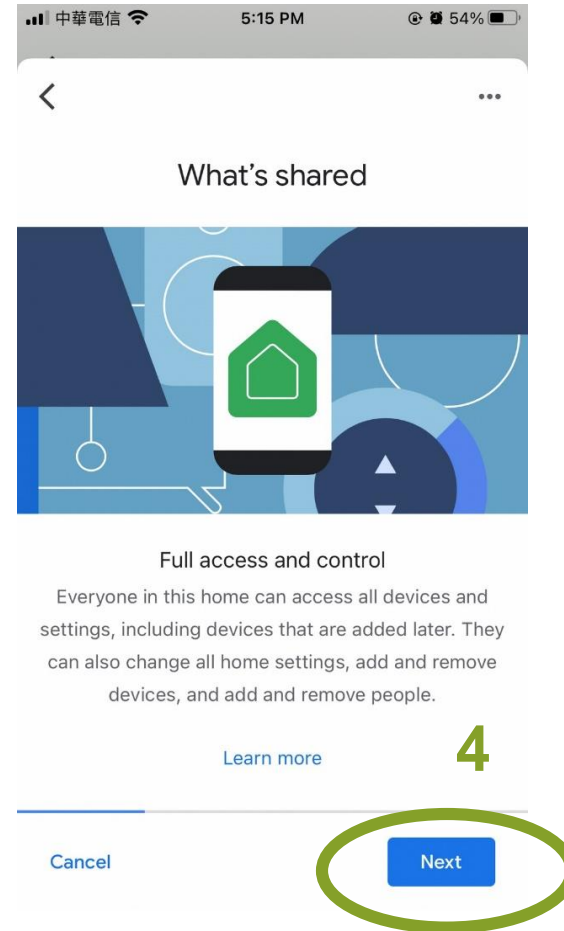 中華電信 5:15 PM 54%
What's shared
Full access and control
Everyone in this home can access all devices and
settings, including devices that are added later. They
can also change all home settings, add and remove
devices, and add and remove people.
Learn more
4
Cancel
Next